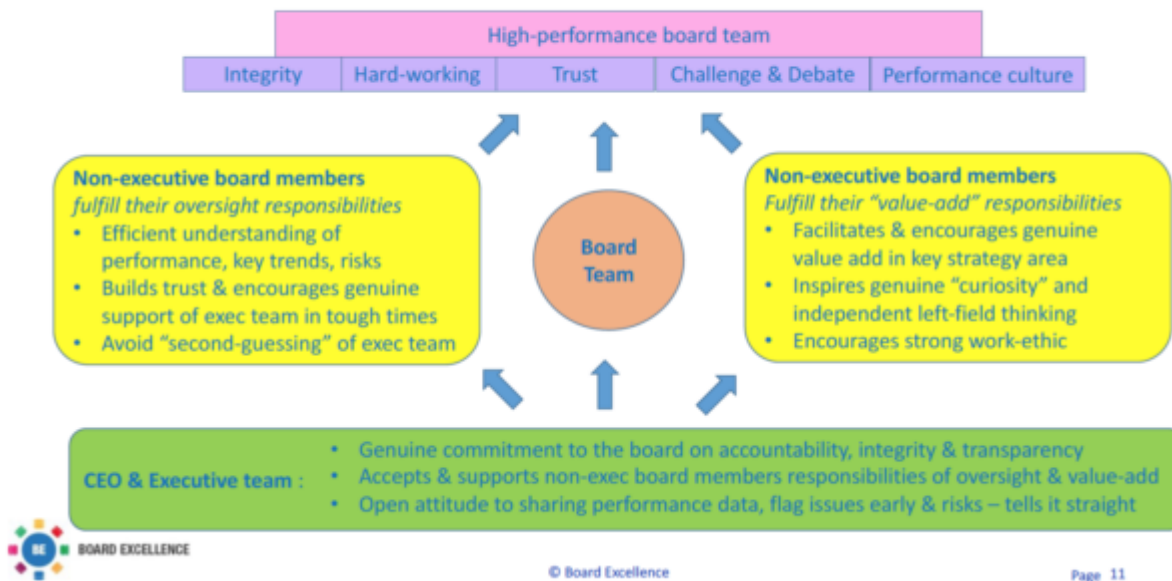 High-performance board team
Integrity
Hard-working
Trust
Challenge & Debate
Performance culture
Non-executive board members
fulfill their oversight responsibilities
• Efficient understanding of
performance, key trends, risks
• Builds trust & encourages genuine
support of exec team in tough times
• Avoid “second-guessing” of exec team
Board
Team
Non-executive board members
Fulfill their “value-add” responsibilities
• Facilitates & encourages genuine
value add in key strategy area
• Inspires genuine “curiosity” and
independent left-field thinking
• Encourages strong work-ethic
CEO & Executive team :
• Genuine commitment to the board on accountability, integrity & transparency
• Accepts & supports non-exec board members responsibilities of oversight & value-add
• Open attitude to sharing performance data, flag issues early & risks – tells it straight
BE
BOARD EXCELLENCE
© Board Excellence
Page 11